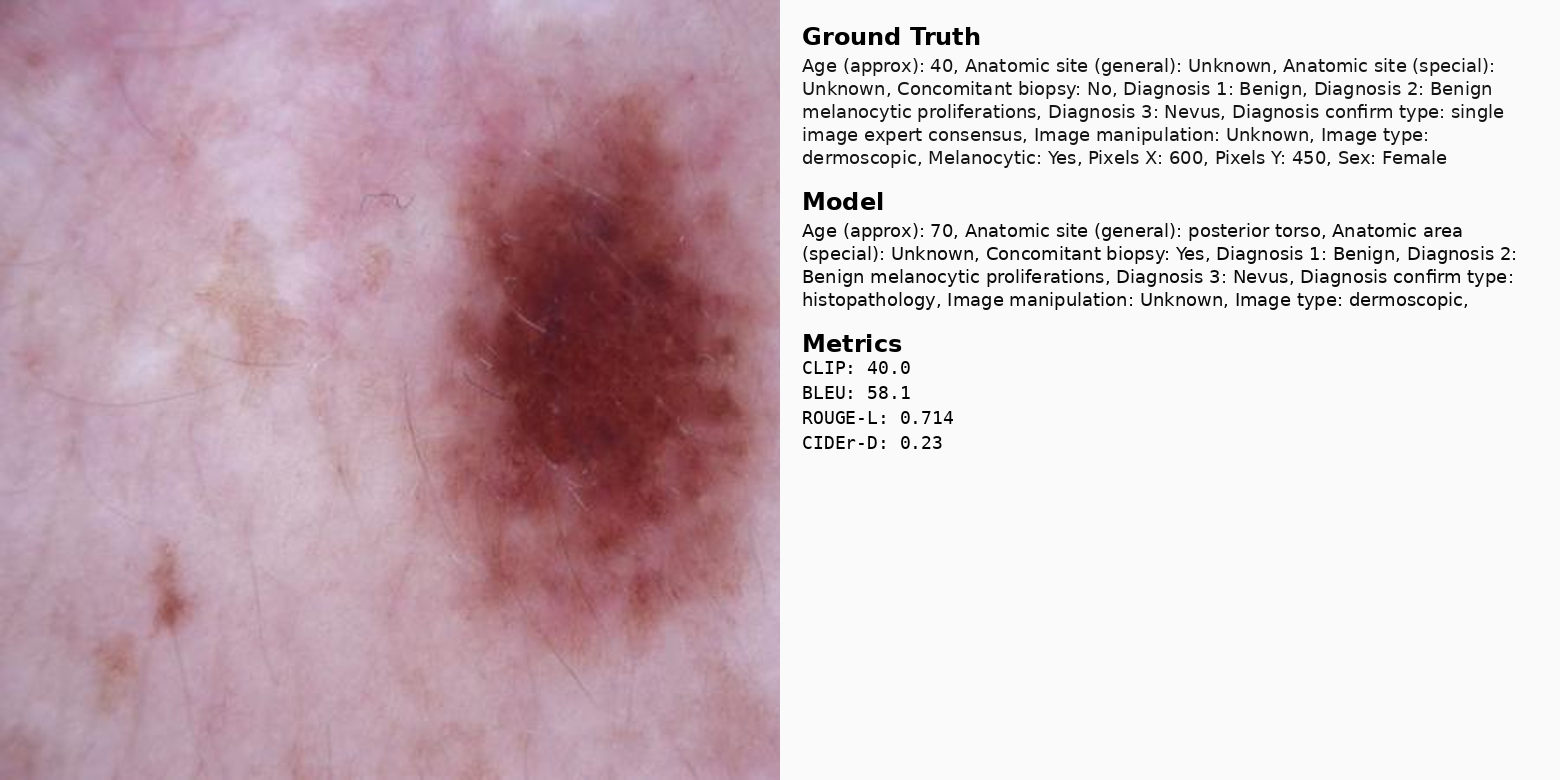 Ground Truth
Age (approx): 40, Anatomic site (general): Unknown, Anatomic site (special):
Unknown, Concomitant biopsy: No, Diagnosis 1: Benign, Diagnosis 2: Benign
melanocytic proliferations, Diagnosis 3: Nevus, Diagnosis confirm type: single
image expert consensus, Image manipulation: Unknown, Image type:
dermoscopic, Melanocytic: Yes, Pixels X: 600, Pixels Y: 450, Sex: Female
Model
Age (approx): 70, Anatomic site (general): posterior torso, Anatomic area
(special): Unknown, Concomitant biopsy: Yes, Diagnosis 1: Benign, Diagnosis 2:
Benign melanocytic proliferations, Diagnosis 3: Nevus, Diagnosis confirm type:
histopathology, Image manipulation: Unknown, Image type: dermoscopic,
Metrics
CLIP: 40.0
BLEU: 58.1
ROUGE-L: 0.714
CIDEr-D: 0.23